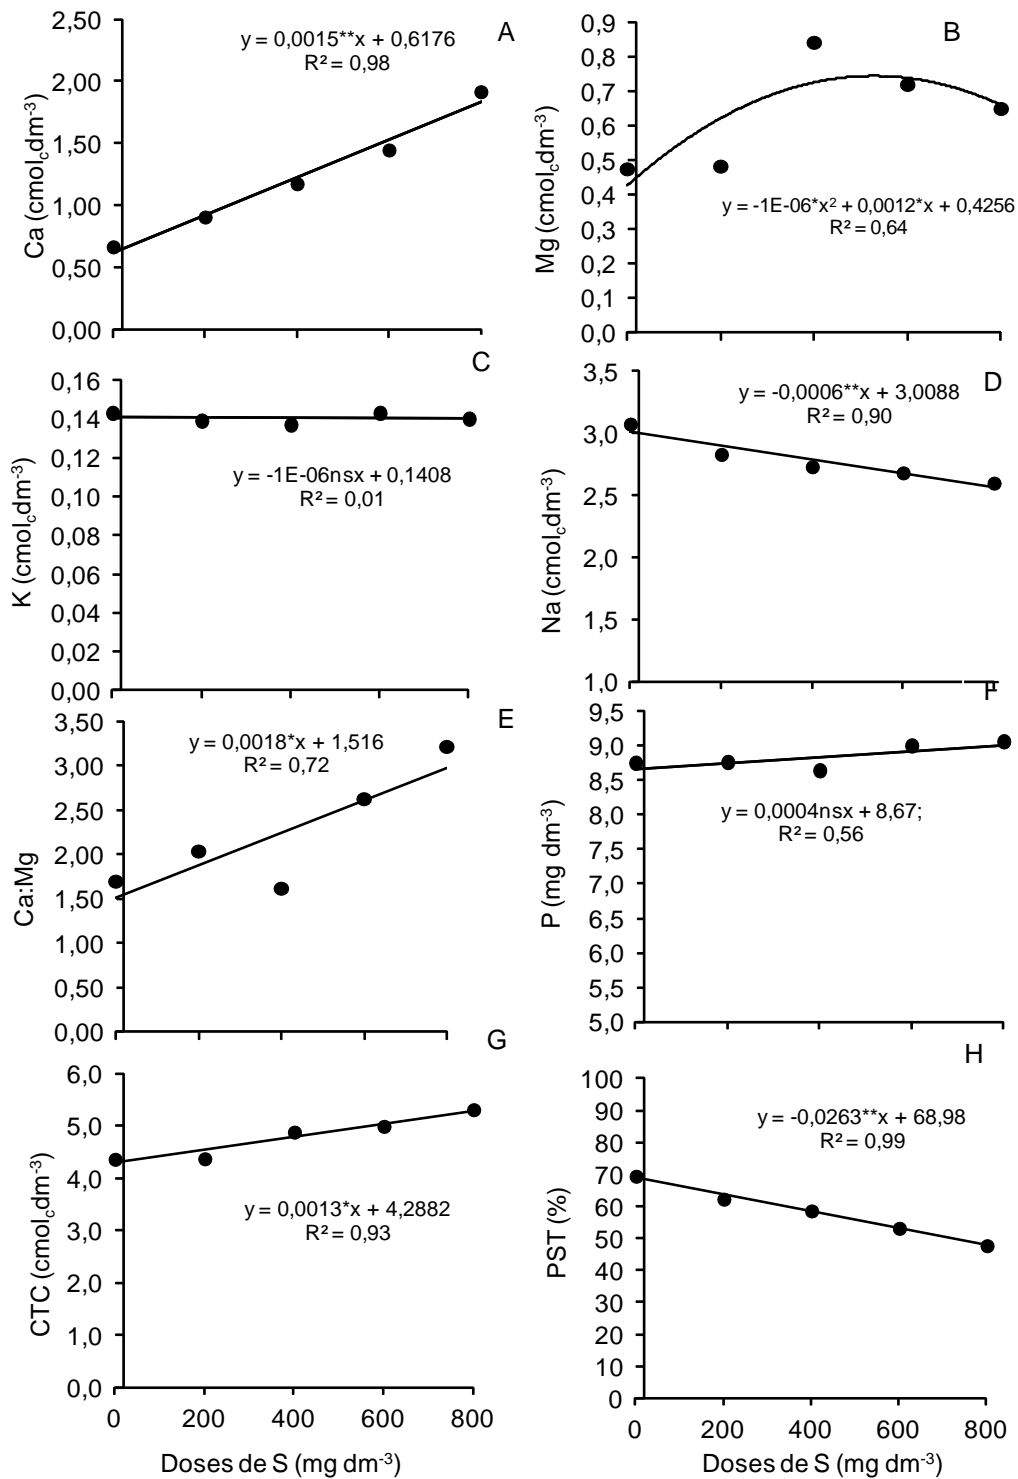 A
y = 0,0015**x + 0,6176
R² = 0,98
Ca (cmol_c dm⁻³)
2,50
2,00
1,50
1,00
0,50
0,00
B
y = -1E-06*x² + 0,0012*x + 0,4256
R² = 0,64
Mg (cmol_c dm⁻³)
0,9
0,8
0,7
0,6
0,5
0,4
0,3
0,2
0,1
0,0
C
y = -1E-06nsx + 0,1408
R² = 0,01
K (cmol_c dm⁻³)
0,16
0,14
0,12
0,10
0,08
0,06
0,04
0,02
0,00
D
y = -0,0006**x + 3,0088
R² = 0,90
Na (cmol_c dm⁻³)
3,5
3,0
2,5
2,0
1,5
1,0
E
y = 0,0018*x + 1,516
R² = 0,72
Ca:Mg
3,50
3,00
2,50
2,00
1,50
1,00
0,50
0,00
F
y = 0,0004nsx + 8,67;
R² = 0,56
P (mg dm⁻³)
9,5
9,0
8,5
8,0
7,5
7,0
6,5
6,0
5,5
5,0
G
y = 0,0013*x + 4,2882
R² = 0,93
CTC (cmol_c dm⁻³)
6,0
5,0
4,0
3,0
2,0
1,0
0,0
0 200 400 600 800
Doses de S (mg dm⁻³)
H
y = -0,0263**x + 68,98
R² = 0,99
PST (%)
100
90
80
70
60
50
40
30
20
10
0
0 200 400 600 800
Doses de S (mg dm⁻³)